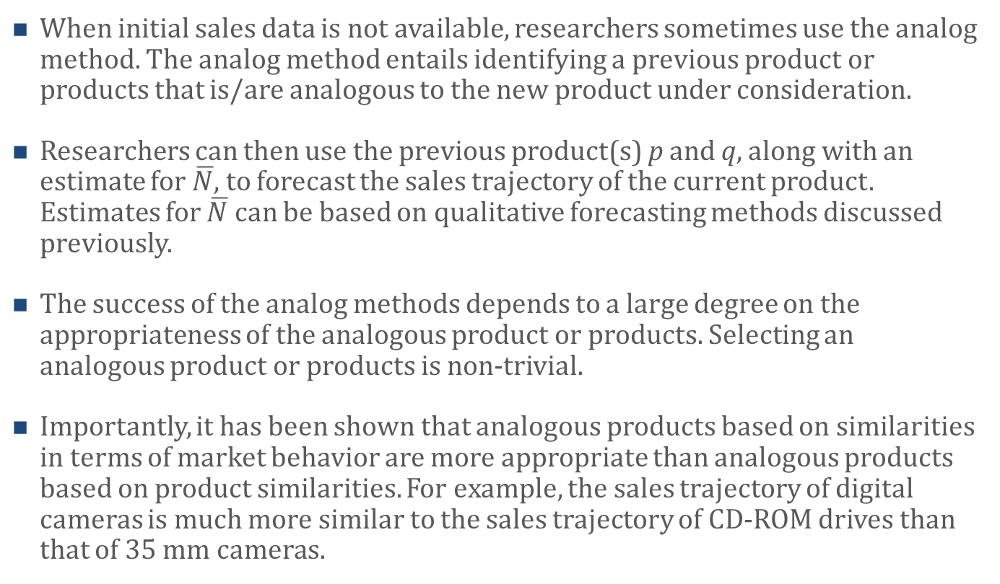 ■ When initial sales data is not available, researchers sometimes use the analog
method. The analog method entails identifying a previous product or
products that is/are analogous to the new product under consideration.
■ Researchers can then use the previous product(s) p and q, along with an
estimate for N̅, to forecast the sales trajectory of the current product.
Estimates for N̅ can be based on qualitative forecasting methods discussed
previously.
■ The success of the analog methods depends to a large degree on the
appropriateness of the analogous product or products. Selecting an
analogous product or products is non-trivial.
■ Importantly, it has been shown that analogous products based on similarities
in terms of market behavior are more appropriate than analogous products
based on product similarities. For example, the sales trajectory of digital
cameras is much more similar to the sales trajectory of CD-ROM drives than
that of 35 mm cameras.